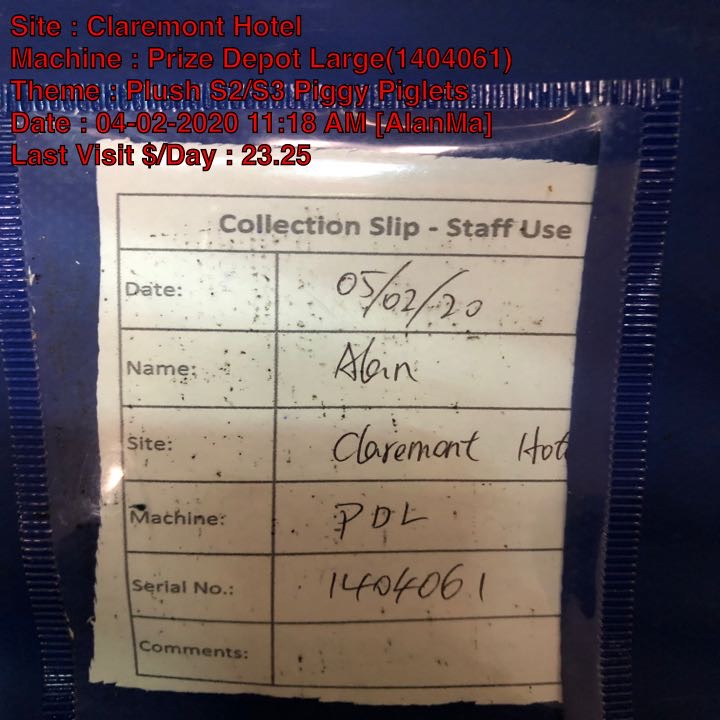 Site : Claremont Hotel
Machine : Prize Depot Large(1404061)
Theme : Plush S2/S3 Piggy Piglets
Date : 04-02-2020 11:18 AM [AlanMa]
Last Visit $/Day : 23.25
Collection Slip - Staff Use
Date: 05/02/20
Name: Alan
Site: Claremont Hot
Machine: PDL
Serial No.: 1404061
Comments: